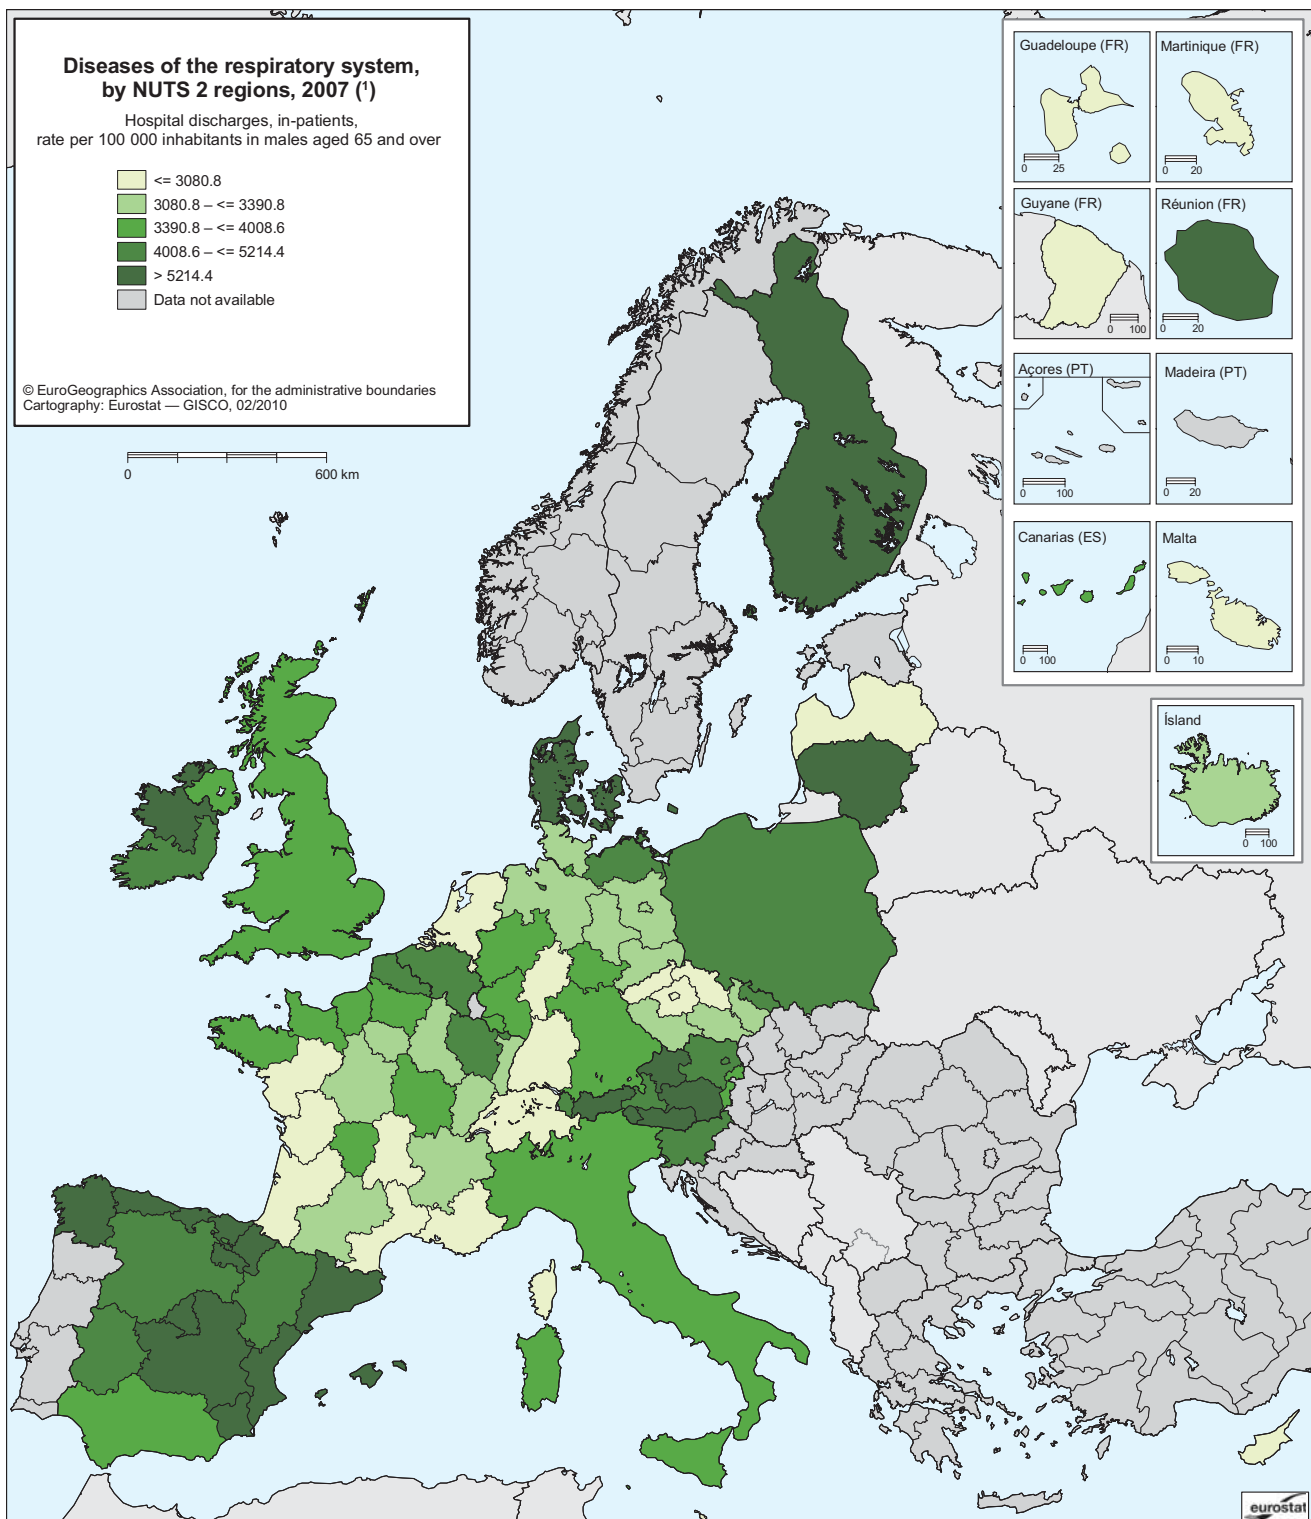 Diseases of the respiratory system,
by NUTS 2 regions, 2007 (¹)
Hospital discharges, in-patients,
rate per 100 000 inhabitants in males aged 65 and over
<= 3080.8
3080.8 – <= 3390.8
3390.8 – <= 4008.6
4008.6 – <= 5214.4
> 5214.4
Data not available
© EuroGeographics Association, for the administrative boundaries
Cartography: Eurostat — GISCO, 02/2010
0 600 km
Guadeloupe (FR)
0 25
Martinique (FR)
0 20
Guyane (FR)
0 100
Réunion (FR)
0 20
Açores (PT)
0 100
Madeira (PT)
0 20
Canarias (ES)
0 100
Malta
0 10
Ísland
0 100
eurostat